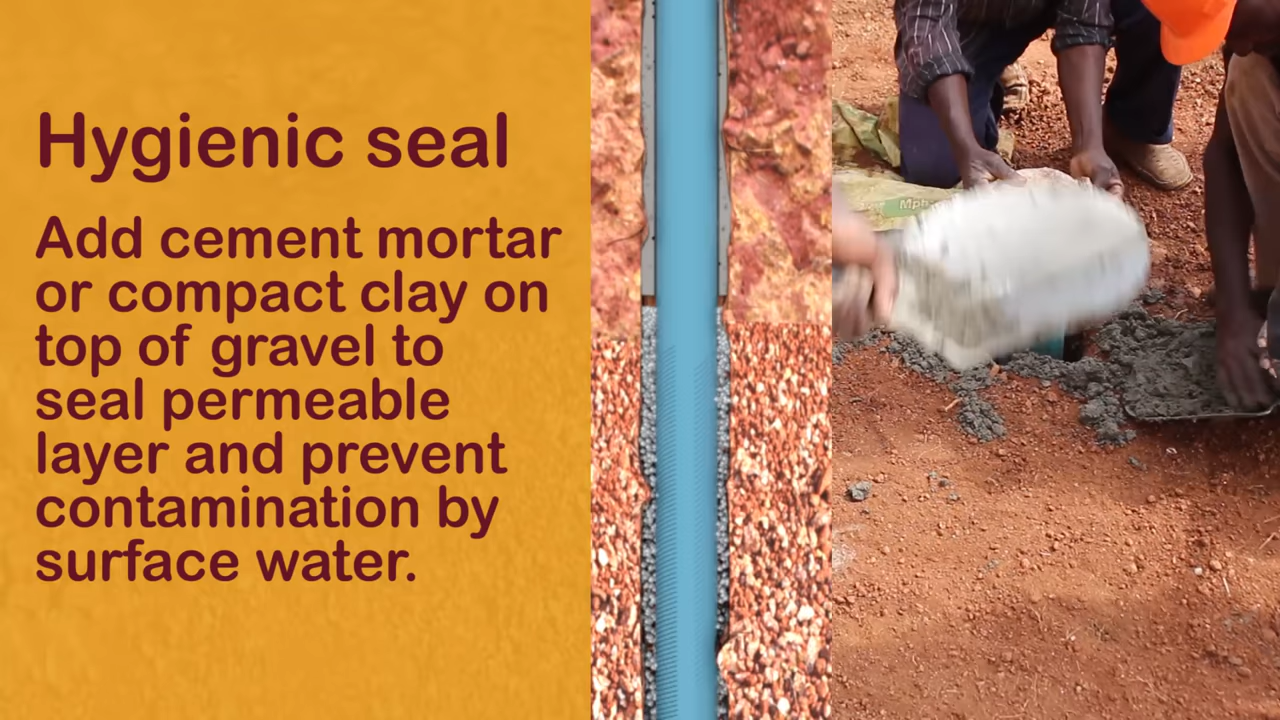 Hygienic seal
Add cement mortar
or compact clay on
top of gravel to
seal permeable
layer and prevent
contamination by
surface water.